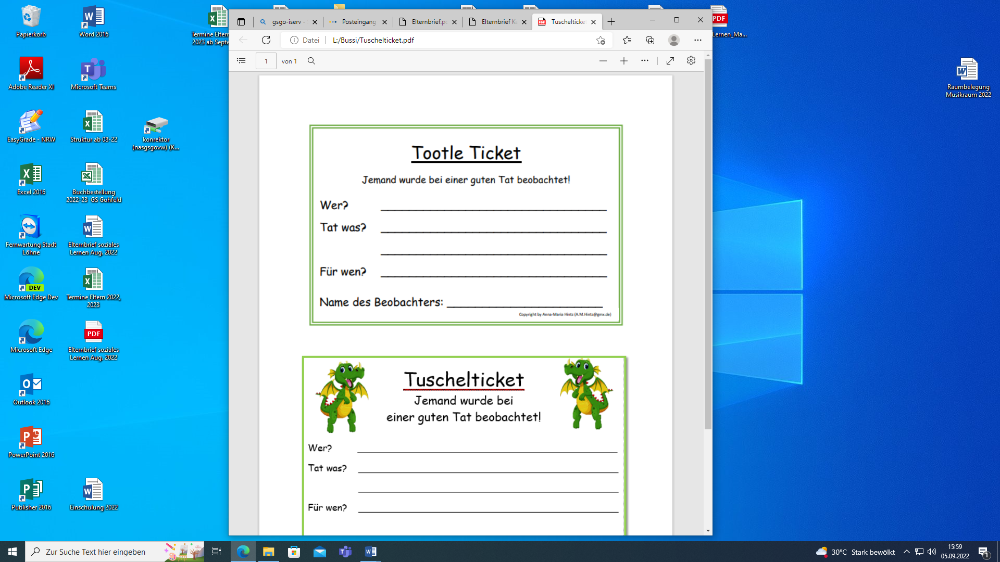 Papierkorb
Word 2016
Termine Eltern
2023 ab Septe
Lernen_Ma...
Adobe Reader XI
Microsoft Teams
EasyGrade - NRW
Struktur ab 08-22
konrektor
(nasgsgovw) (K...
Excel 2016
Buchbestellung
2022-23 GS Gohfeld
Fernwartung Stadt
Löhne
Elternbrief soziales
Lernen Aug. 2022
DEV
Microsoft Edge Dev
Termine Eltern 2022,
2023
Microsoft Edge
PDF
Elternbrief soziales
Lernen Aug. 2022
Outlook 2016
PowerPoint 2016
Publisher 2016
Einschulung 2022
PDF
Raumbelegung
Musikraum 2022
gsgo-iserv -
Posteingang
Elternbrief.pd
Elternbrief Ke
Tuschelticket
Datei
L:/Bussi/Tuschelticket.pdf
1 von 1
Tootle Ticket
Jemand wurde bei einer guten Tat beobachtet!
Wer?
Tat was?
Für wen?
Name des Beobachters:
Copyright by Anna-Maria Hintz (A.M.Hintz@gmx.de)
Tuschelticket
Jemand wurde bei
einer guten Tat beobachtet!
Wer?
Tat was?
Für wen?
Zur Suche Text hier eingeben
30°C Stark bewölkt
15:59
05.09.2022
1